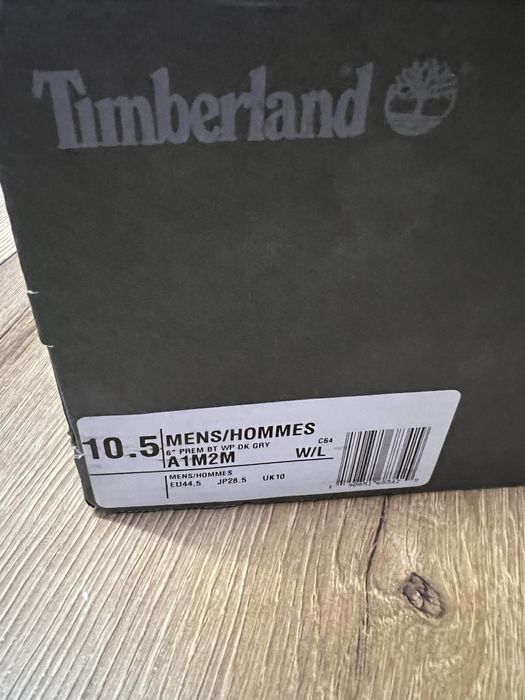 Timberland
10.5 MENS/HOMMES
6" PREM BT WP DK GRY C64
A1M2M W/L
MENS/HOMMES
EU44.5 JP28.5 UK10